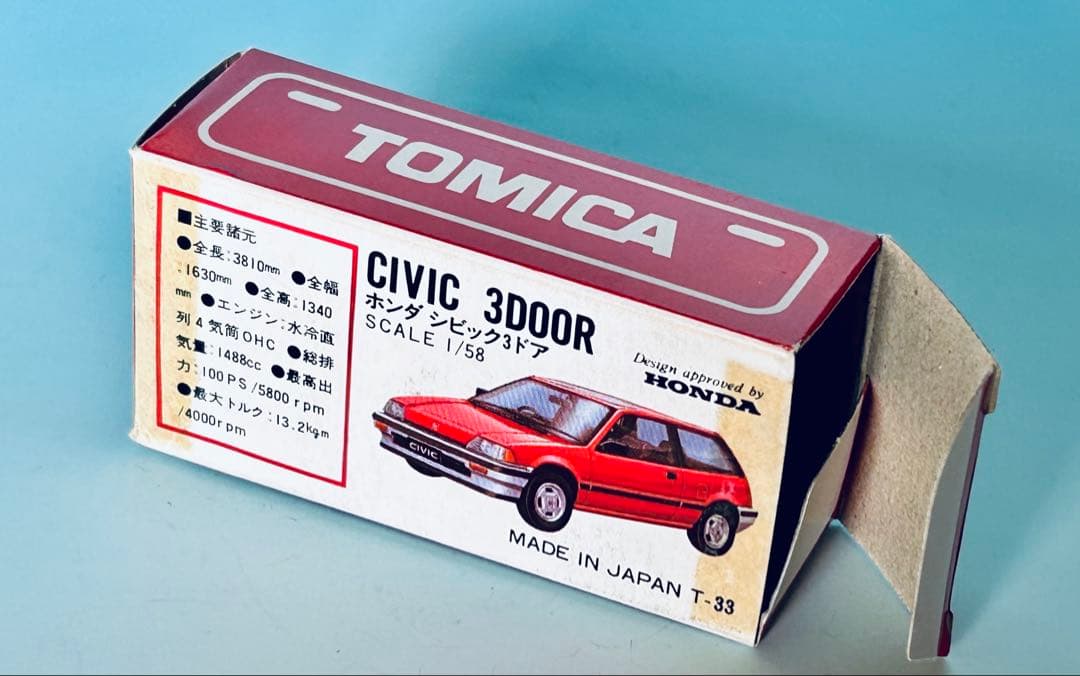 TOMICA
■主要諸元
●全長:3810mm ●全幅
:1630mm ●全高:1340
mm ●エンジン:水冷直
列4気筒OHC ●総排
気量:1488cc ●最高出
力:100PS/5800rpm
●最大トルク:13.2kgm
/4000rpm
CIVIC 3DOOR
ホンダ シビック3ドア
SCALE 1/58
Design approved by
HONDA
CIVIC
MADE IN JAPAN T-33